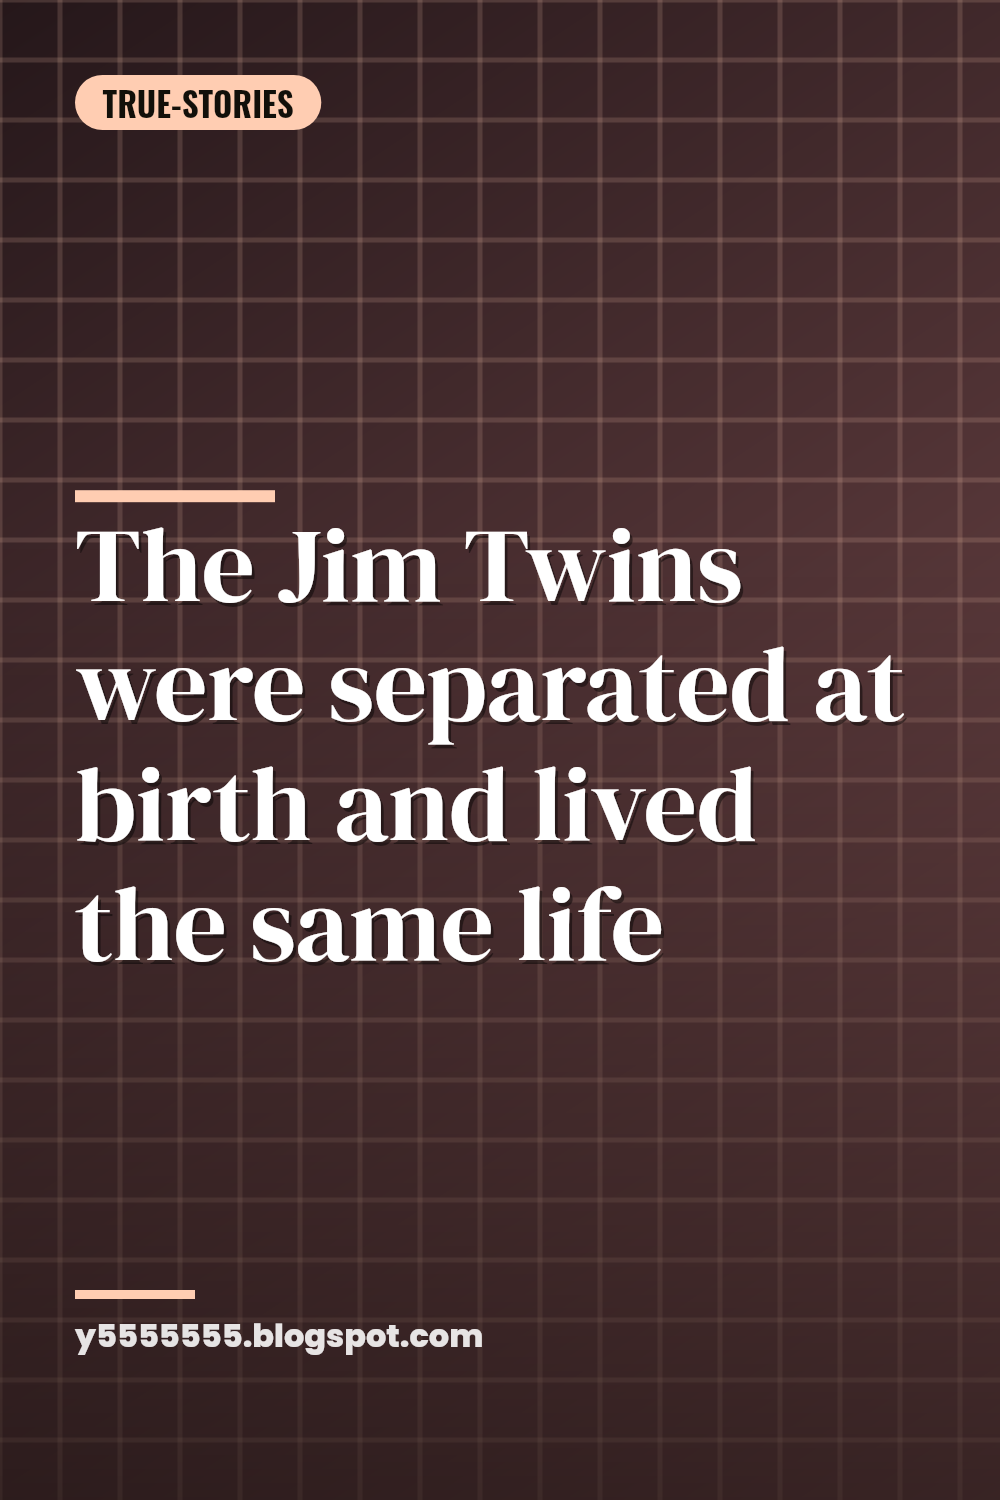 TRUE-STORIES
The Jim Twins
were separated at
birth and lived
the same life
y5555555.blogspot.com